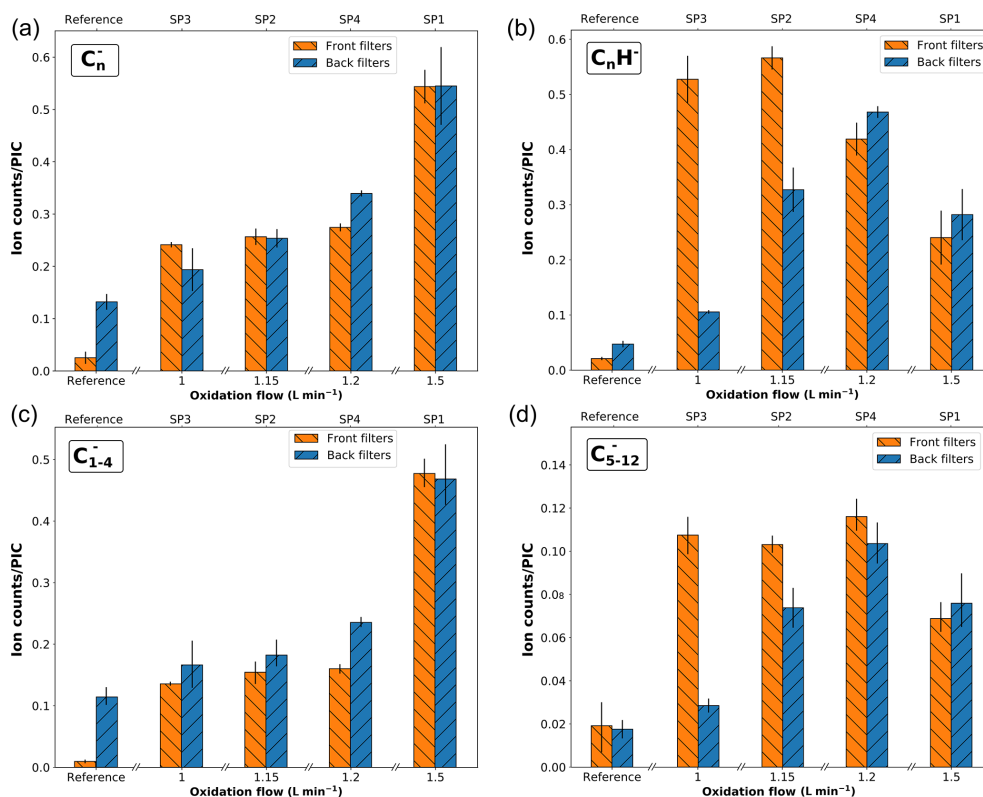 (a)
Reference SP3 SP2 SP4 SP1
C_n^-
Front filters
Back filters
Ion counts/PIC
0.6
0.5
0.4
0.3
0.2
0.1
0.0
Reference 1 1.15 1.2 1.5
Oxidation flow (L min⁻¹)
(b)
Reference SP3 SP2 SP4 SP1
C_nH^-
Front filters
Back filters
Ion counts/PIC
0.6
0.5
0.4
0.3
0.2
0.1
0.0
Reference 1 1.15 1.2 1.5
Oxidation flow (L min⁻¹)
(c)
Reference SP3 SP2 SP4 SP1
C_{1-4}^-
Front filters
Back filters
Ion counts/PIC
0.5
0.4
0.3
0.2
0.1
0.0
Reference 1 1.15 1.2 1.5
Oxidation flow (L min⁻¹)
(d)
Reference SP3 SP2 SP4 SP1
C_{5-12}^-
Front filters
Back filters
Ion counts/PIC
0.14
0.12
0.10
0.08
0.06
0.04
0.02
0.00
Reference 1 1.15 1.2 1.5
Oxidation flow (L min⁻¹)